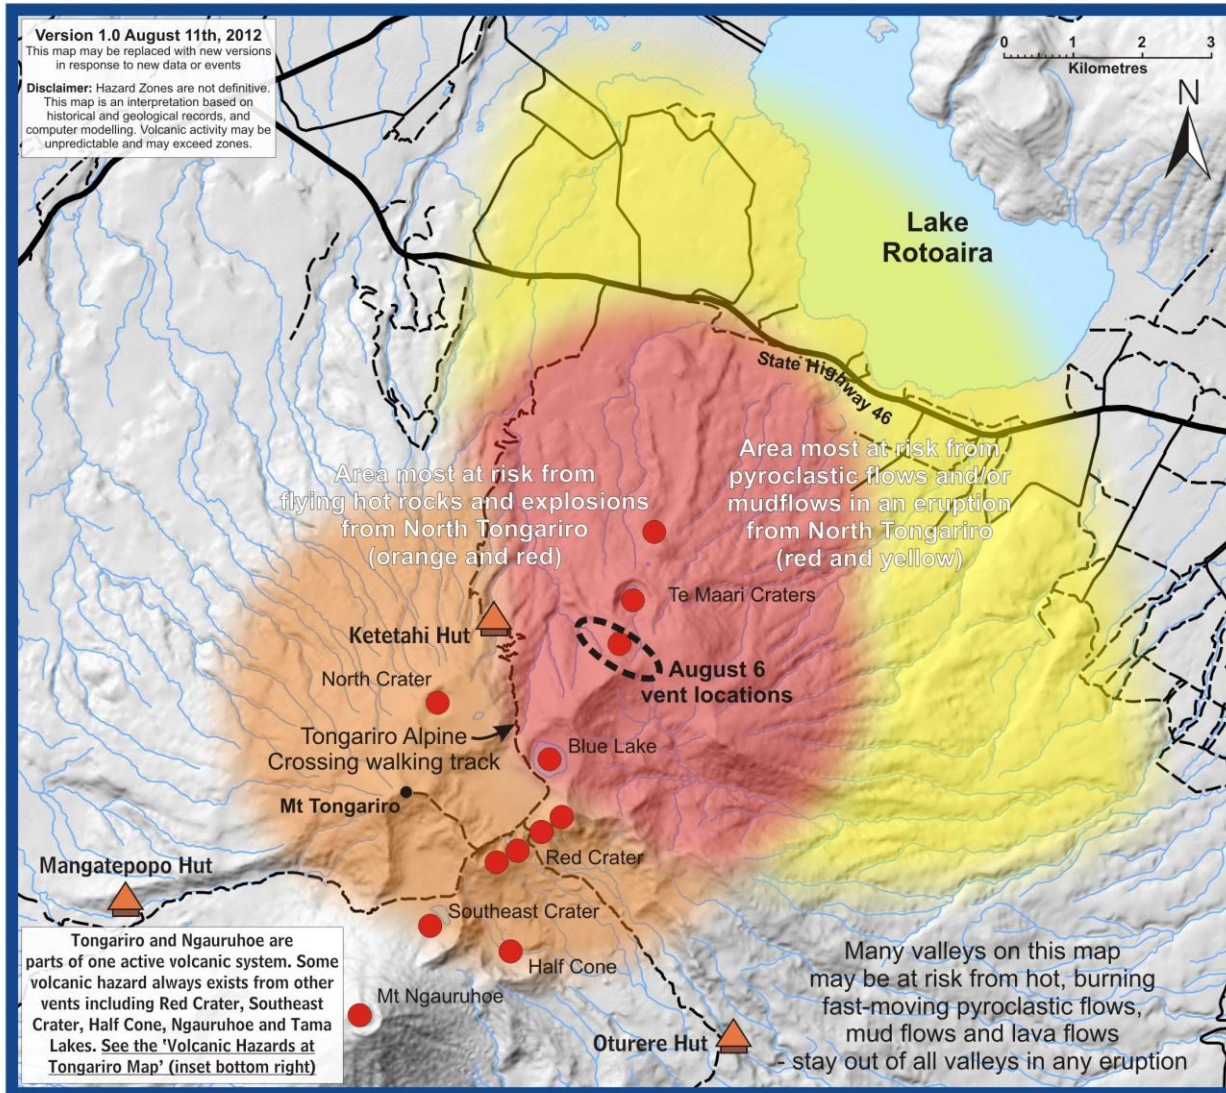 Version 1.0 August 11th, 2012
This map may be replaced with new versions
in response to new data or events
Disclaimer: Hazard Zones are not definitive.
This map is an interpretation based on
historical and geological records, and
computer modelling. Volcanic activity may be
unpredictable and may exceed zones.
0 1 2 3
Kilometres
N
Lake
Rotoaira
State Highway 46
Area most at risk from
flying hot rocks and explosions
from North Tongariro
(orange and red)
Area most at risk from
pyroclastic flows and/or
mudflows in an eruption
from North Tongariro
(red and yellow)
Te Maari Craters
Ketetahi Hut
August 6
vent locations
North Crater
Tongariro Alpine
Crossing walking track
Blue Lake
Mt Tongariro
Red Crater
Mangatepopo Hut
Southeast Crater
Half Cone
Mt Ngauruhoe
Oturere Hut
Tongariro and Ngauruhoe are
parts of one active volcanic system. Some
volcanic hazard always exists from other
vents including Red Crater, Southeast
Crater, Half Cone, Ngauruhoe and Tama
Lakes. See the 'Volcanic Hazards at
Tongariro Map' (inset bottom right)
Many valleys on this map
may be at risk from hot, burning
fast-moving pyroclastic flows,
mud flows and lava flows
- stay out of all valleys in any eruption